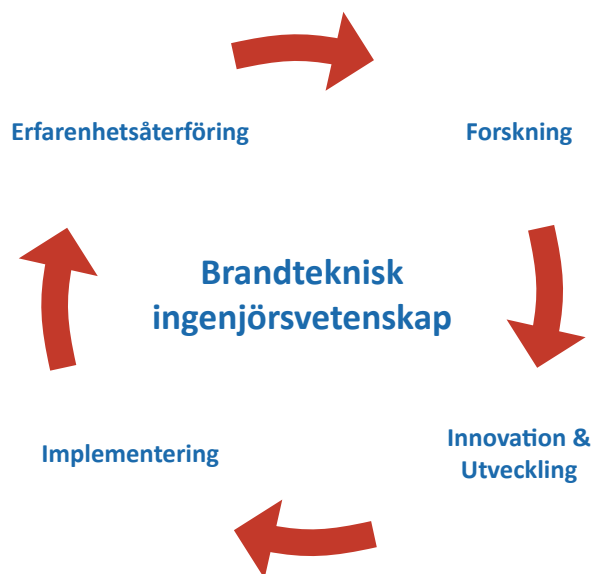 Erfarenhetsåterföring
Forskning
Brandteknisk
ingenjörsvetenskap
Implementering
Innovation &
Utveckling